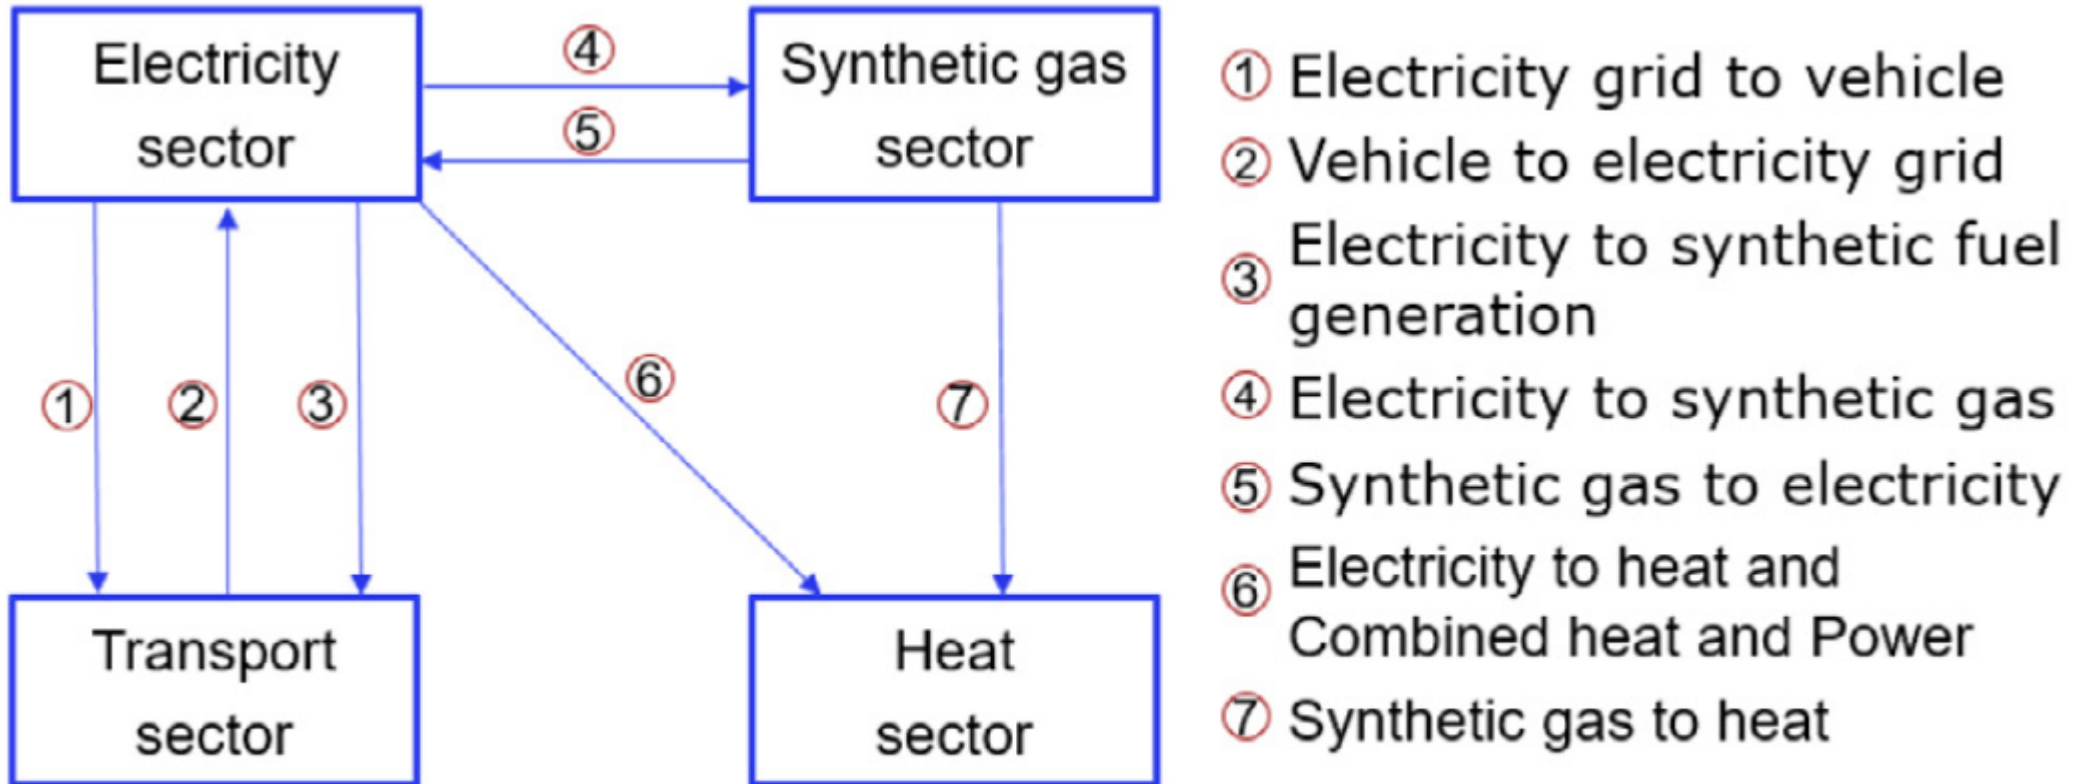 Electricity
sector
④
⑤
Synthetic gas
sector
①
②
③
⑥
⑦
Transport
sector
Heat
sector
① Electricity grid to vehicle
② Vehicle to electricity grid
③ Electricity to synthetic fuel
generation
④ Electricity to synthetic gas
⑤ Synthetic gas to electricity
⑥ Electricity to heat and
Combined heat and Power
⑦ Synthetic gas to heat